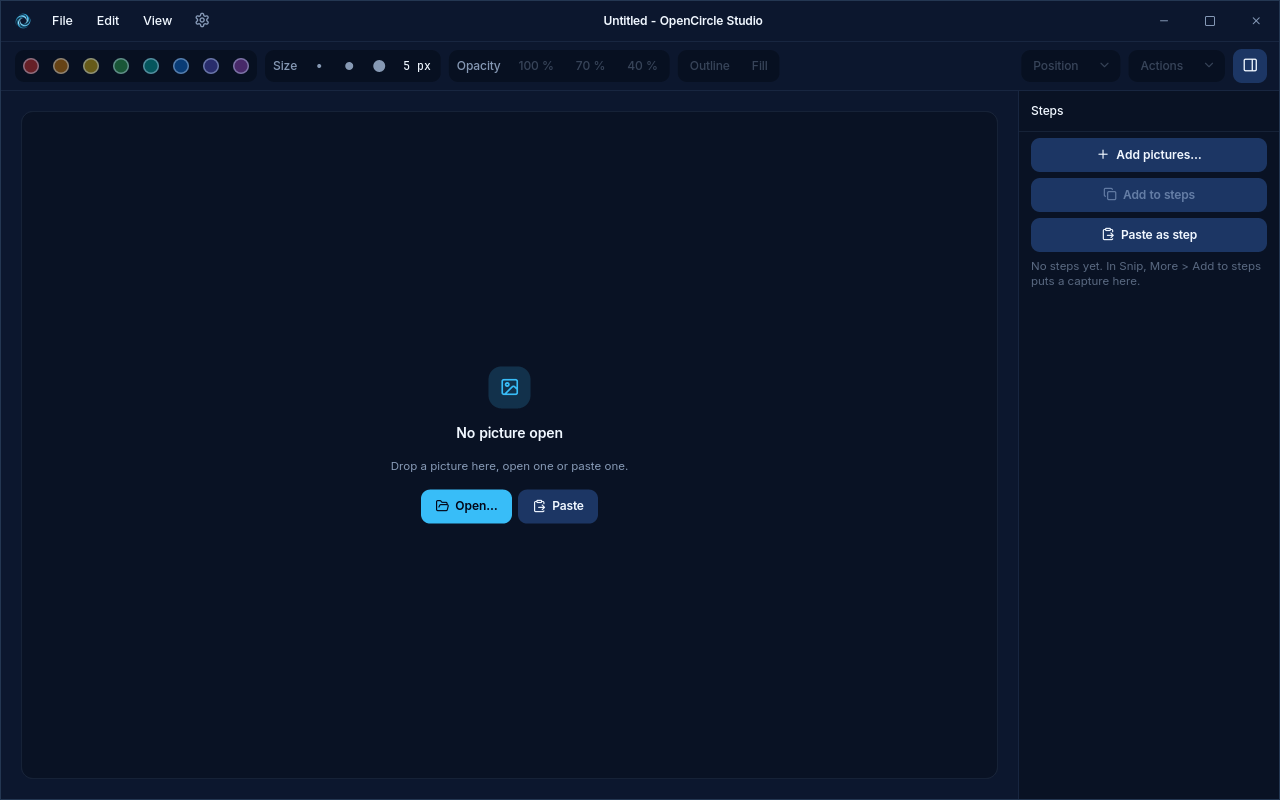 File Edit View Untitled - OpenCircle Studio
Size 5 px Opacity 100 % 70 % 40 % Outline Fill Position Actions
Steps
Add pictures...
Add to steps
Paste as step
No steps yet. In Snip, More > Add to steps
puts a capture here.
No picture open
Drop a picture here, open one or paste one.
Open... Paste